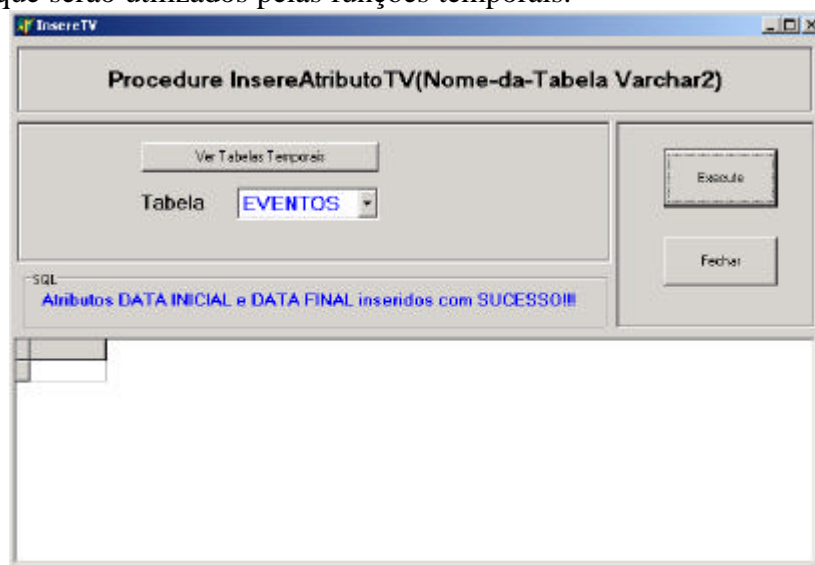 que serão utilizados pelas funções temporais.
InsereTV
Procedure InsereAtributoTV(Nome-da-Tabela Varchar2)
Ver Tabelas Temporais
Execute
Tabela EVENTOS
Fechar
SQL
Atributos DATA INICIAL e DATA FINAL inseridos com SUCESSO!!!